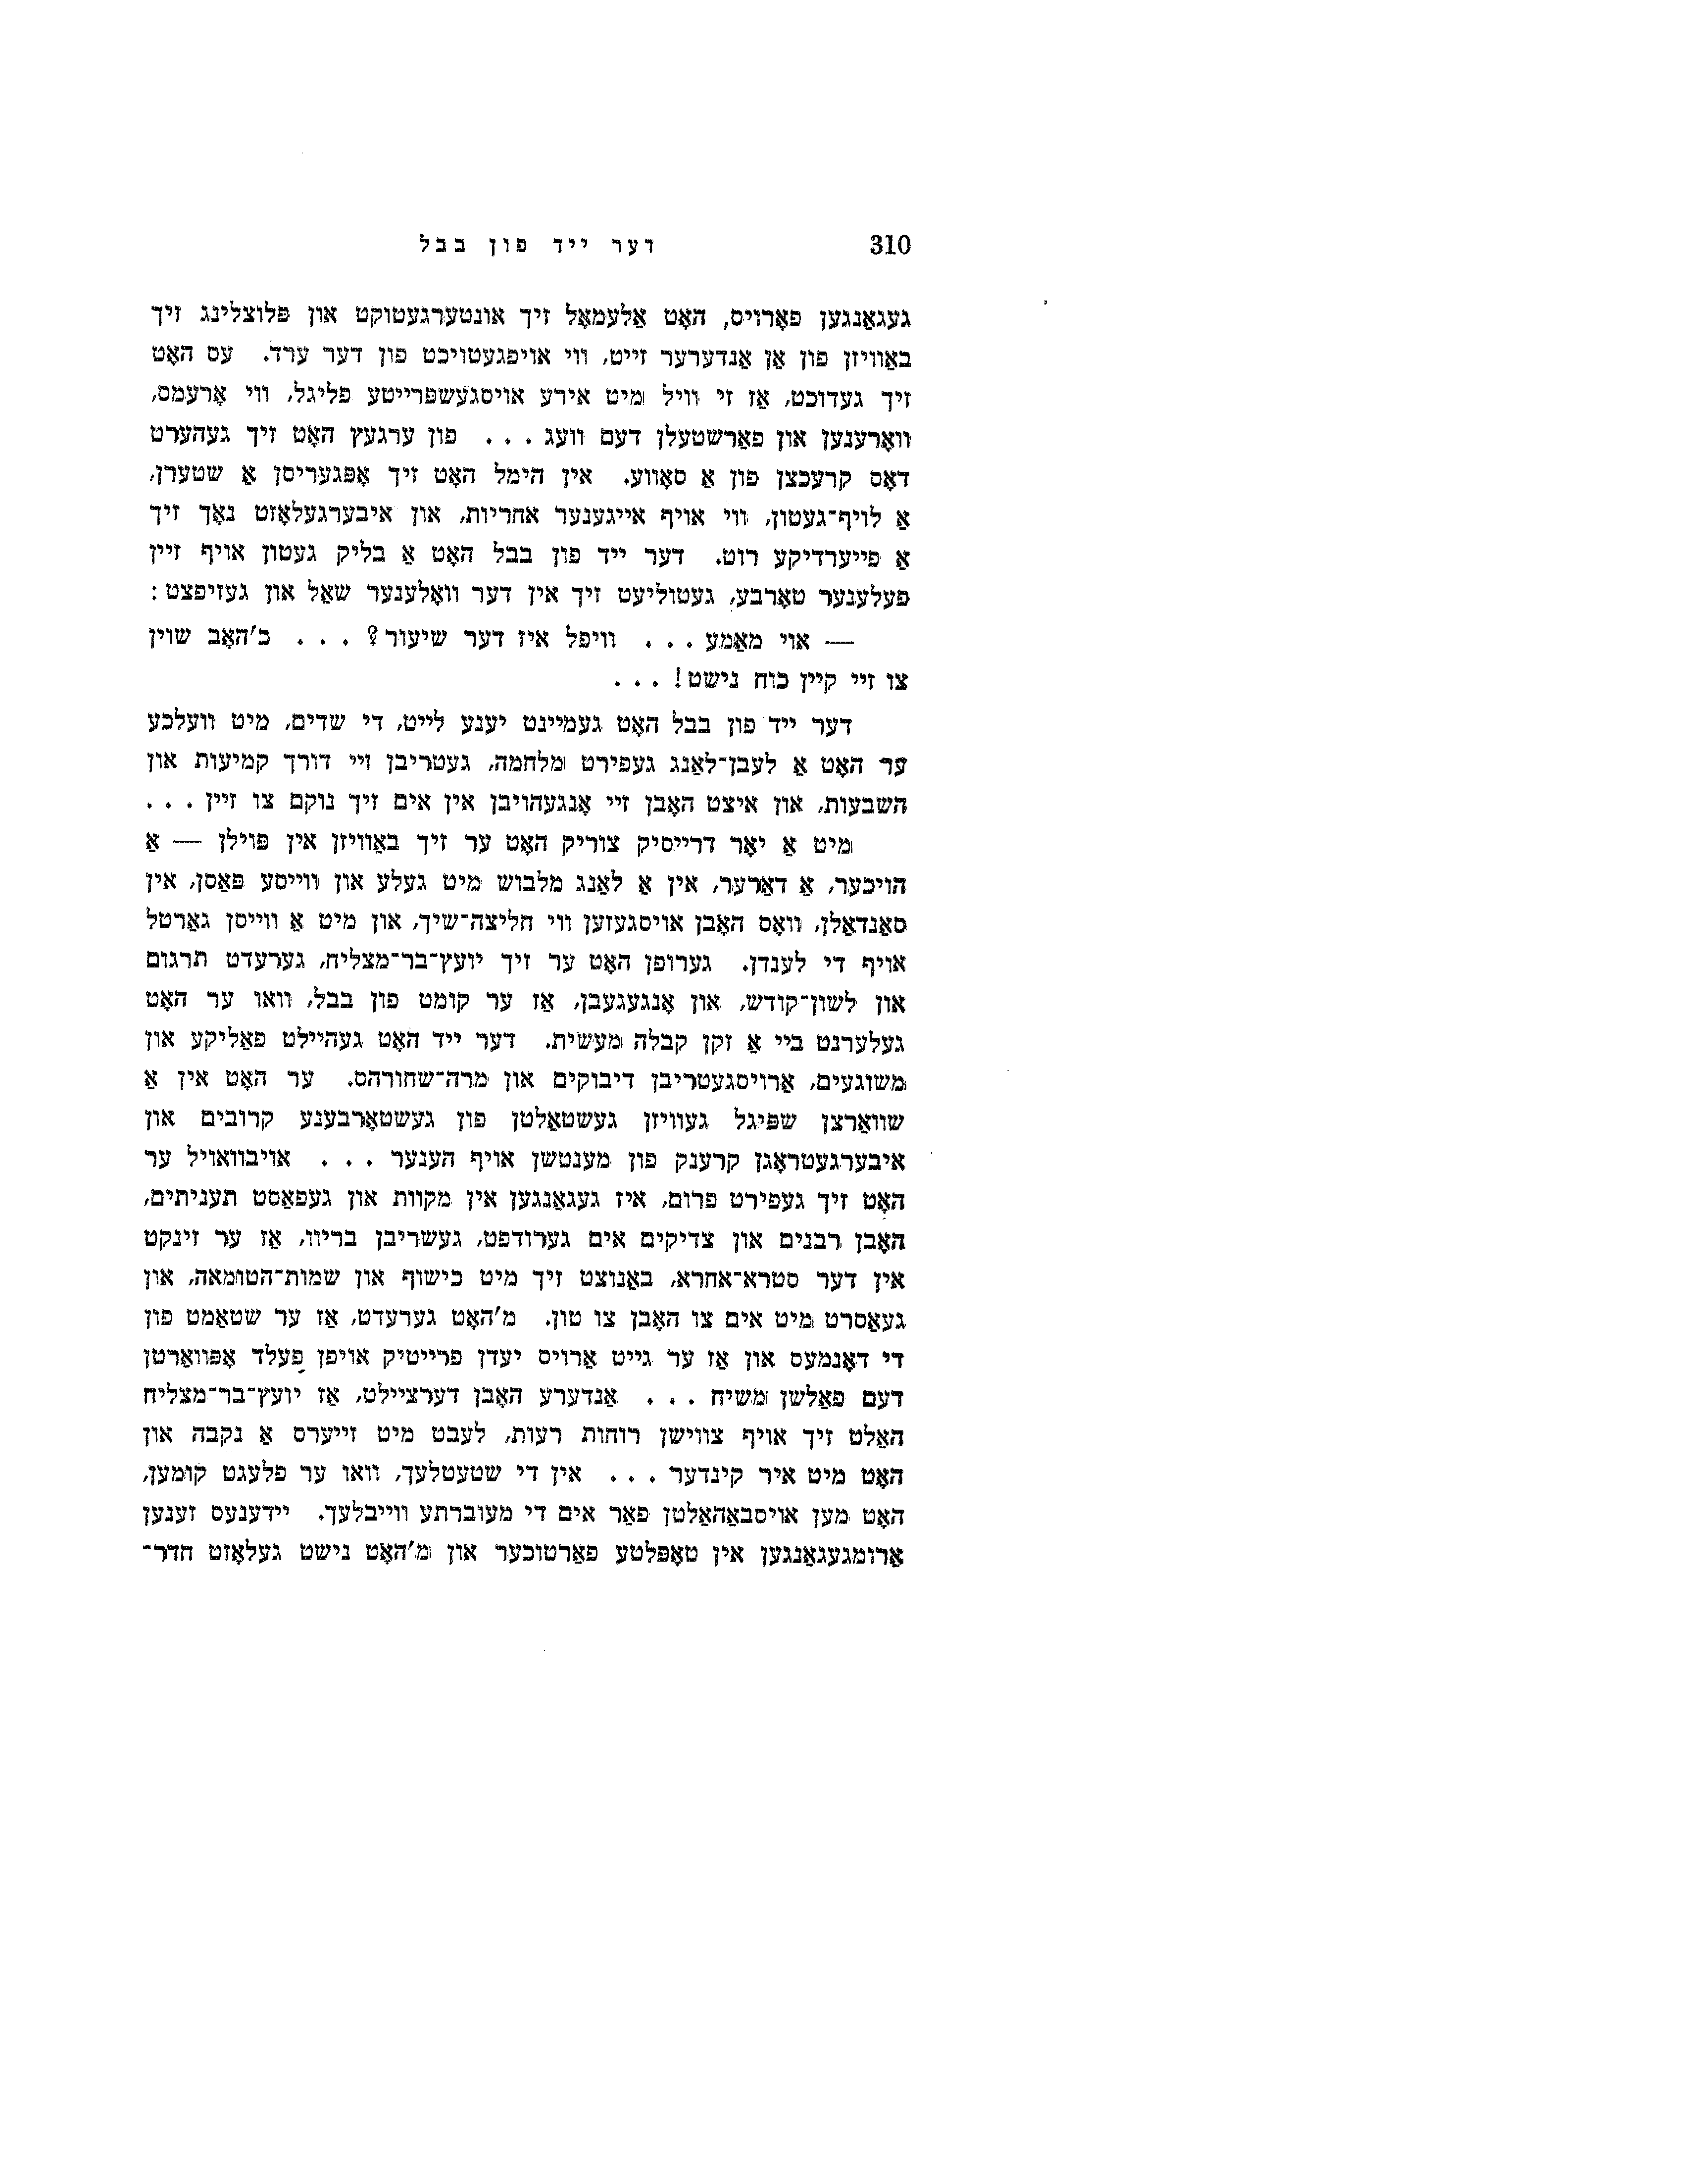 310 דער ייד פון בבל
געגאַנגען פאָרויס, האָט אַלעמאָל זיך אונטערגעטוקט און פלוצלינג זיך
באַוויזן פון אַן אַנדערער זייט, ווי אויפגעטויכט פון דער ערד. עס האָט
זיך געדוכט, אַז זי וויל מיט אירע אויסגעשפרייטע פליגל, ווי אָרעמס,
וואָרענען און פאַרשטעלן דעם וועג . . . פון ערגעץ האָט זיך געהערט
דאָס קרעכצן פון אַ סאָווע. אין הימל האָט זיך אָפּגעריסן אַ שטערן,
אַ לויף־געטון, ווי אויף אייגענער אחריות, און איבערגעלאָזט נאָך זיך
אַ פייערדיקע רוט. דער ייד פון בבל האָט אַ בליק געטון אויף זיין
פעלענער טאָרבע, געטוליעט זיך אין דער וואָלענער שאַל און געזיפצט :
— אוי מאַמע . . . וויפל איז דער שיעור? . . . כ'האָב שוין
צו זיי קיין כוח נישט! . . .
דער ייד פון בבל האָט געמיינט יענע לייט, די שדים, מיט וועלכע
ער האָט אַ לעבן־לאַנג געפירט מלחמה, געטריבן זיי דורך קמיעות און
השבעות, און איצט האָבן זיי אָנגעהויבן אין אים זיך נוקם צו זיין . . .
מיט אַ יאָר דרייסיק צוריק האָט ער זיך באַוויזן אין פּוילן — אַ
הויכער, אַ דאַרער, אין אַ לאַנג מלבוש מיט געלע און ווייסע פּאַסן, אין
סאַנדאַלן, וואָס האָבן אויסגעזען ווי חליצה־שיך, און מיט אַ ווייסן גאַרטל
אויף די לענדן. גערופן האָט ער זיך יועץ־בר־מצליח, גערעדט תרגום
און לשון־קודש, און אָנגעגעבן, אַז ער קומט פון בבל, וואו ער האָט
געלערנט ביי אַ זקן קבלה מעשית. דער ייד האָט געהיילט פאַליקע און
משוגעים, אַרויסגעטריבן דיבוקים און מרה־שחורהס. ער האָט אין אַ
שוואַרצן שפּיגל געוויזן געשטאַלטן פון געשטאָרבענע קרובים און
איבערגעטראָגן קרענק פון מענטשן אויף הענער . . . אויבוואויל ער
האָט זיך געפירט פרום, איז געגאַנגען אין מקוות און געפאַסט תעניתים,
האָבן רבנים און צדיקים אים גערודפט, געשריבן בריוו, אַז ער זינקט
אין דער סטרא־אחרא, באַנוצט זיך מיט כישוף און שמות־הטומאה, און
געאַסרט מיט אים צו האָבן צו טון. מ'האָט גערעדט, אַז ער שטאַמט פון
די דאָנמעס און אַז ער גייט אַרויס יעדן פרייטיק אויפן פעלד אָפּוואַרטן
דעם פאַלשן משיח . . . אַנדערע האָבן דערציילט, אַז יועץ־בר־מצליח
האַלט זיך אויף צווישן רוחות רעות, לעבט מיט זייערס אַ נקבה און
האָט מיט איר קינדער . . . אין די שטעטלעך, וואו ער פלעגט קומען,
האָט מען אויסבאַהאַלטן פאַר אים די מעוברתע ווייבלעך. יידענעס זענען
אַרומגעגאַנגען אין טאָפּלטע פאַרטוכער און מ'האָט נישט געלאָזט חדר־